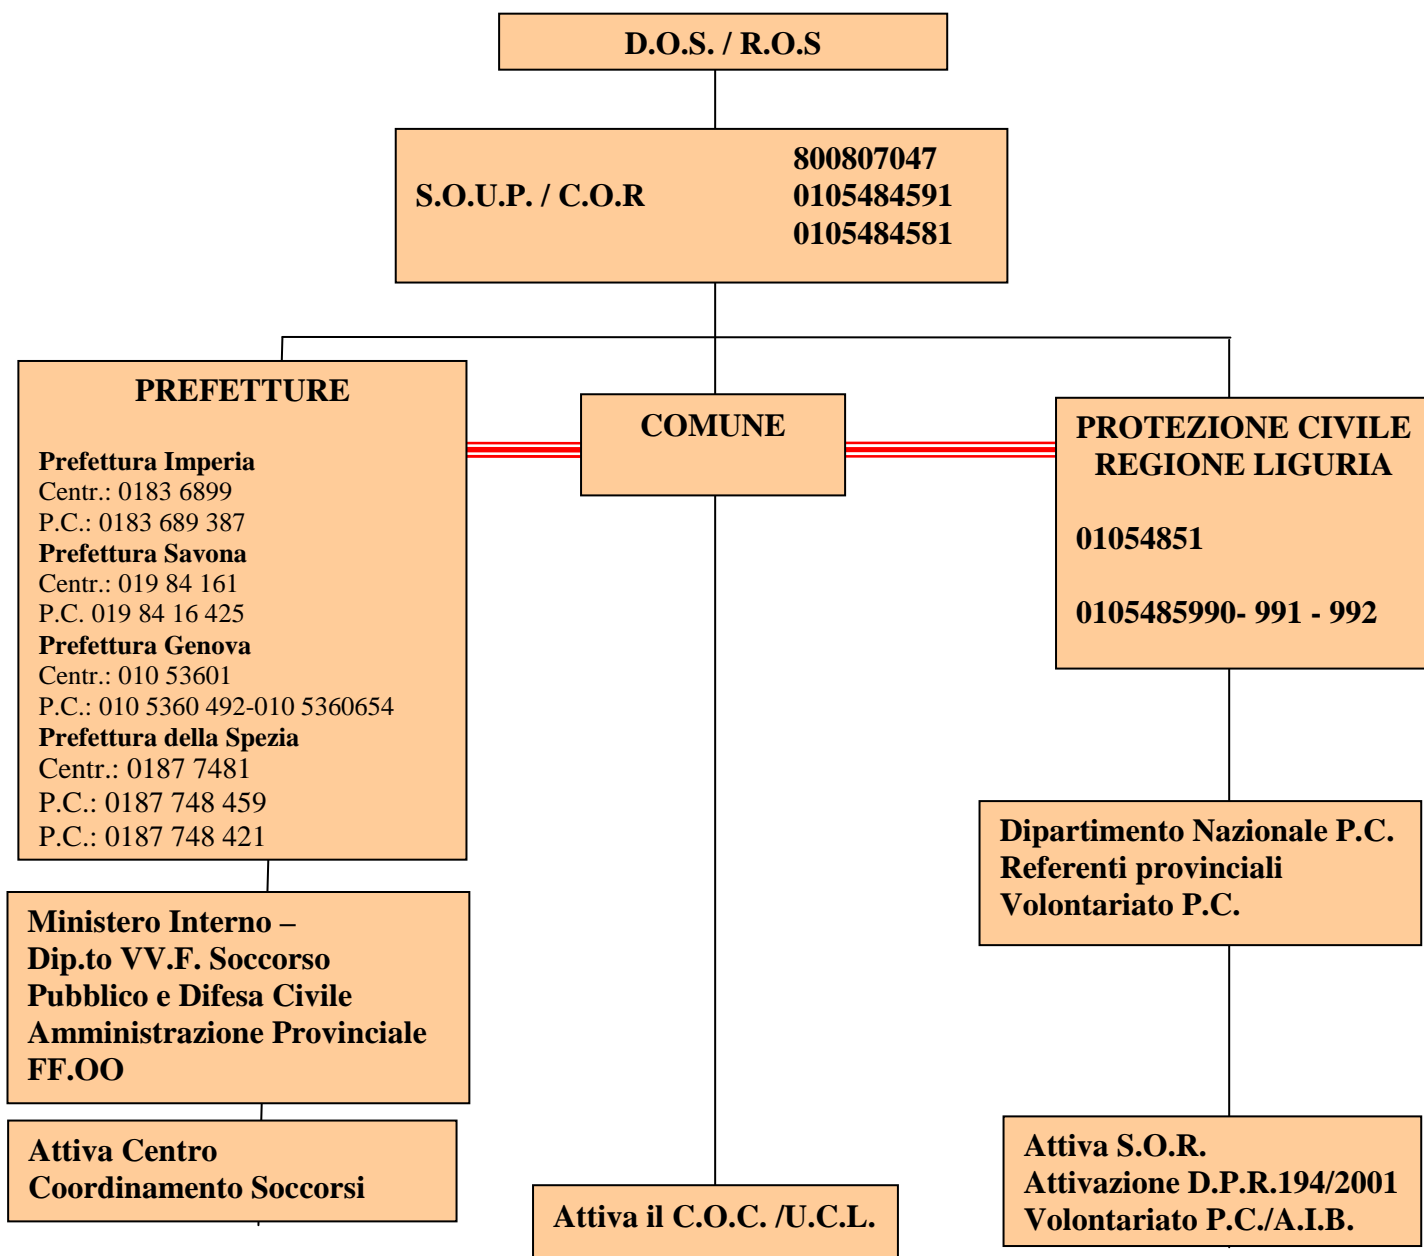 D.O.S. / R.O.S
800807047
S.O.U.P. / C.O.R 0105484591
0105484581
PREFETTURE
Prefettura Imperia
Centr.: 0183 6899
P.C.: 0183 689 387
Prefettura Savona
Centr.: 019 84 161
P.C. 019 84 16 425
Prefettura Genova
Centr.: 010 53601
P.C.: 010 5360 492-010 5360654
Prefettura della Spezia
Centr.: 0187 7481
P.C.: 0187 748 459
P.C.: 0187 748 421
COMUNE
PROTEZIONE CIVILE
REGIONE LIGURIA
01054851
0105485990- 991 - 992
Ministero Interno –
Dip.to VV.F. Soccorso
Pubblico e Difesa Civile
Amministrazione Provinciale
FF.OO
Dipartimento Nazionale P.C.
Referenti provinciali
Volontariato P.C.
Attiva Centro
Coordinamento Soccorsi
Attiva il C.O.C. /U.C.L.
Attiva S.O.R.
Attivazione D.P.R.194/2001
Volontariato P.C./A.I.B.